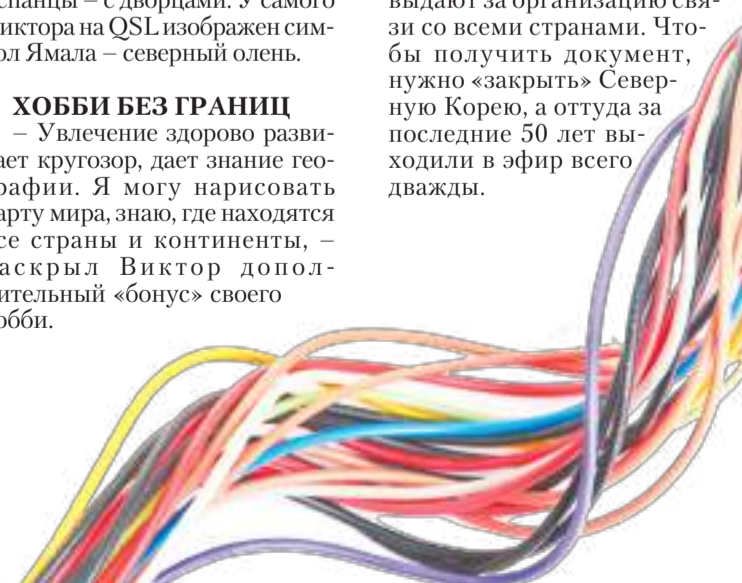 спанцы – с дворцами. У самого
иктора на QSL изображен сим-
ол Ямала – северный олень.
ХОББИ БЕЗ ГРАНИЦ
– Увлечение здорово разви-
ает кругозор, дает знание гео-
рафии. Я могу нарисовать
арту мира, знаю, где находятся
се страны и континенты, –
аскрыл Виктор допол-
ительный «бонус» своего
обби.
выдают за организацию свя-
зи со всеми странами. Что-
бы получить документ,
нужно «закрыть» Север-
ную Корею, а оттуда за
последние 50 лет вы-
ходили в эфир всего
дважды.